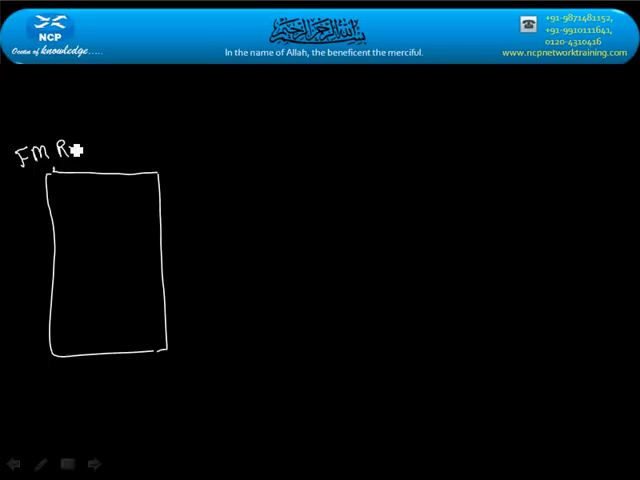 NCP
Ocean of knowledge.....
بسم الله الرحمن الرحيم
In the name of Allah, the beneficent the merciful.
+91-9871481152,
+91-9910111641,
0120-4310416
www.ncpnetworktraining.com
FM R